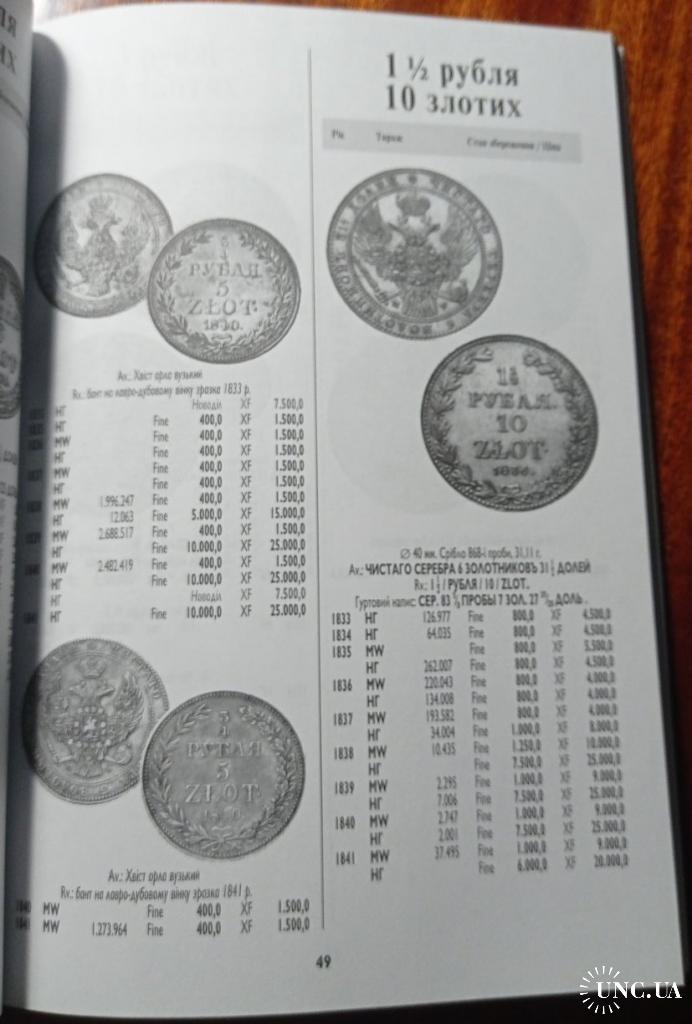 3
4
РУБЛЯ
5
ZŁOT.
Av.: Хвіст орла вузький
Rv.: бант на лавро-дубовому вінку зразка 1833 р.
НГ Новодiл XF 7.500,0
НГ Fine 400,0 XF 1.500,0
MW Fine 400,0 XF 1.500,0
НГ Fine 400,0 XF 1.500,0
MW Fine 400,0 XF 1.500,0
НГ Fine 400,0 XF 1.500,0
MW 1.996.247 Fine 400,0 XF 1.500,0
НГ 12.063 Fine 5.000,0 XF 15.000,0
MW 2.688.517 Fine 400,0 XF 1.500,0
НГ Fine 10.000,0 XF 25.000,0
MW 2.482.419 Fine 400,0 XF 1.500,0
НГ Fine 10.000,0 XF 25.000,0
Новодiл XF 7.500,0
НГ Fine 10.000,0 XF 25.000,0
3
4
РУБЛЯ
5
ZŁOT.
Av.: Хвіст орла вузький
Rv.: бант на лавро-дубовому вінку зразка 1841 р.
1840 MW Fine 400,0 XF 1.500,0
1841 MW 1.273.964 Fine 400,0 XF 1.500,0
1 ½ рубля
10 злотих
Рік Тираж Стан збереження / Ціна
1½
РУБЛЯ.
10
ZŁOT.
1836.
∅ 40 мм. Срібло 868-ї проби, 31,11 г.
Av.: ЧИСТАГО СЕРЕБРА 6 ЗОЛОТНИКОВЪ 31 ¼ ДОЛЕЙ
Rv.: 1 ½ / РУБЛЯ / 10 / ZLOT.
Гуртовий напис: СЕР. 83 ⅓ ПРОБЫ 7 ЗОЛ. 27 ДОЛЬ.
1833 НГ 126.977 Fine 800,0 XF 4.500,0
1834 НГ 64.035 Fine 800,0 XF 4.500,0
1835 MW Fine 800,0 XF 5.500,0
НГ 262.007 Fine 800,0 XF 4.500,0
1836 MW 220.043 Fine 800,0 XF 4.000,0
НГ 134.008 Fine 800,0 XF 4.000,0
1837 MW 193.582 Fine 800,0 XF 4.000,0
НГ 34.004 Fine 1.000,0 XF 8.000,0
1838 MW 10.435 Fine 1.250,0 XF 10.000,0
НГ Fine 7.500,0 XF 25.000,0
1839 MW 2.295 Fine 1.000,0 XF 9.000,0
НГ 7.006 Fine 7.500,0 XF 25.000,0
1840 MW 2.747 Fine 1.000,0 XF 9.000,0
НГ 2.001 Fine 7.500,0 XF 25.000,0
1841 MW 37.495 Fine 1.000,0 XF 9.000,0
НГ Fine 6.000,0 XF 20.000,0
49
UNC.UA